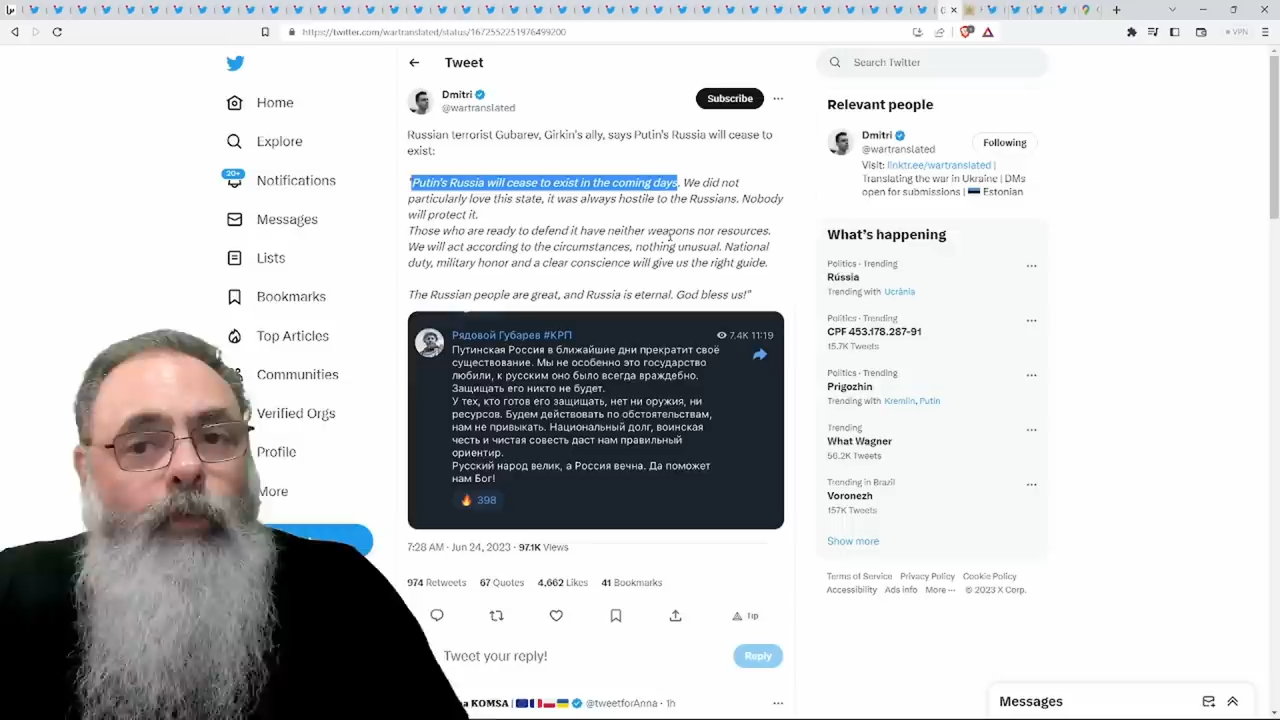 https://twitter.com/wartranslated/status/1672552251976499200
VPN
Home
Explore
20+
Notifications
Messages
Lists
Bookmarks
Top Articles
Communities
Verified Orgs
Profile
More
Tweet
Dmitri
@wartranslated
Subscribe
Russian terrorist Gubarev, Girkin's ally, says Putin's Russia will cease to
exist:
"Putin's Russia will cease to exist in the coming days. We did not
particularly love this state, it was always hostile to the Russians. Nobody
will protect it.
Those who are ready to defend it have neither weapons nor resources.
We will act according to the circumstances, nothing unusual. National
duty, military honor and a clear conscience will give us the right guide.
The Russian people are great, and Russia is eternal. God bless us!"
Рядовой Губарев #КРП
7.4K 11:19
Путинская Россия в ближайшие дни прекратит своё
существование. Мы не особенно это государство
любили, к русским оно было всегда враждебно.
Защищать его никто не будет.
У тех, кто готов его защищать, нет ни оружия, ни
ресурсов. Будем действовать по обстоятельствам,
нам не привыкать. Национальный долг, воинская
честь и чистая совесть даст нам правильный
ориентир.
Русский народ велик, а Россия вечна. Да поможет
нам Бог!
398
7:28 AM · Jun 24, 2023 · 97.1K Views
974 Retweets 67 Quotes 4,662 Likes 41 Bookmarks
Tip
Tweet your reply!
Reply
KOMSA | @tweetforAnna · 1h
Search Twitter
Relevant people
Dmitri
@wartranslated
Following
Visit: linktr.ee/wartranslated |
Translating the war in Ukraine | DMs
open for submissions | Estonian
What's happening
Politics · Trending
Rússia
Trending with Ucrânia
Politics · Trending
CPF 453.178.287-91
15.7K Tweets
Politics · Trending
Prigozhin
Trending with Kremlin, Putin
Trending
What Wagner
56.2K Tweets
Trending in Brazil
Voronezh
157K Tweets
Show more
Terms of Service Privacy Policy Cookie Policy
Accessibility Ads info More ··· © 2023 X Corp.
Messages